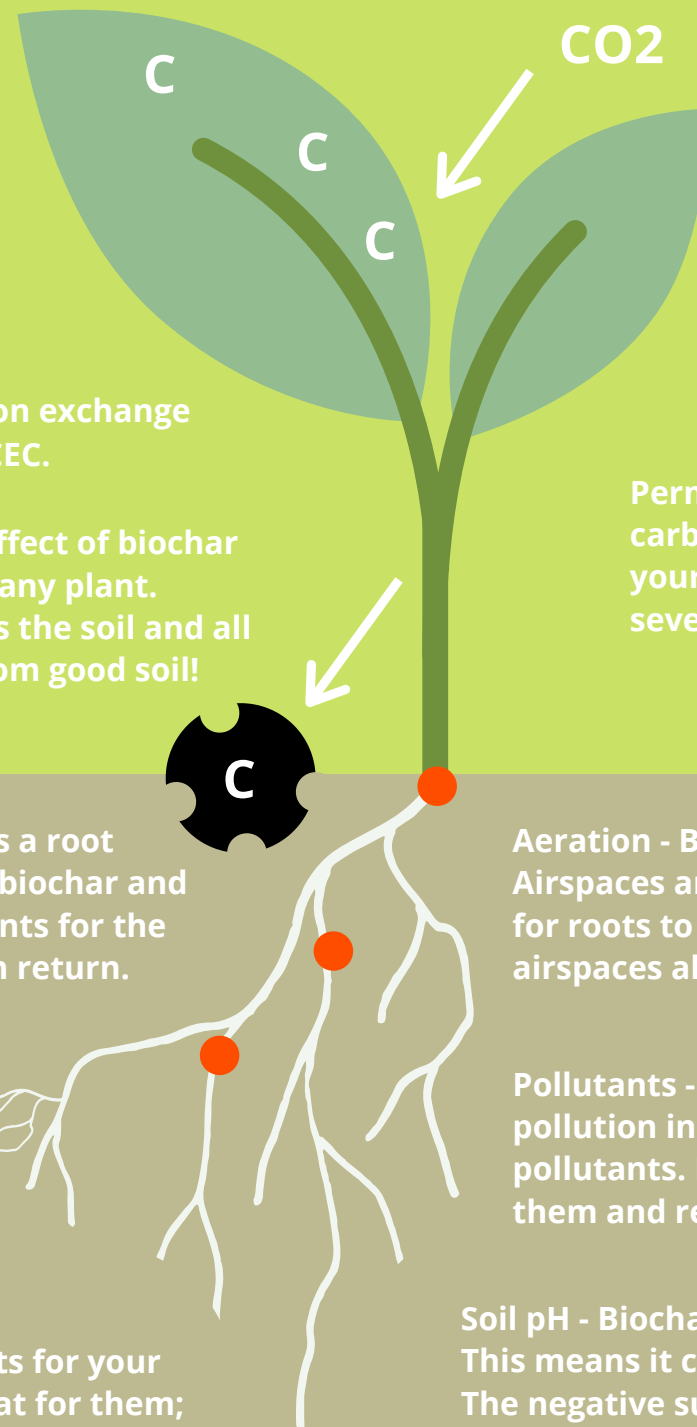 CO2
C
C
C
on exchange
CEC.
ffect of biochar
any plant.
s the soil and all
om good soil!
Perm
carb
your
seve
C
s a root
biochar and
nts for the
n return.
Aeration - B
Airspaces ar
for roots to
airspaces al
Pollutants -
pollution in
pollutants.
them and re
Soil pH - Biocha
This means it c
The negative su
ts for your
at for them;